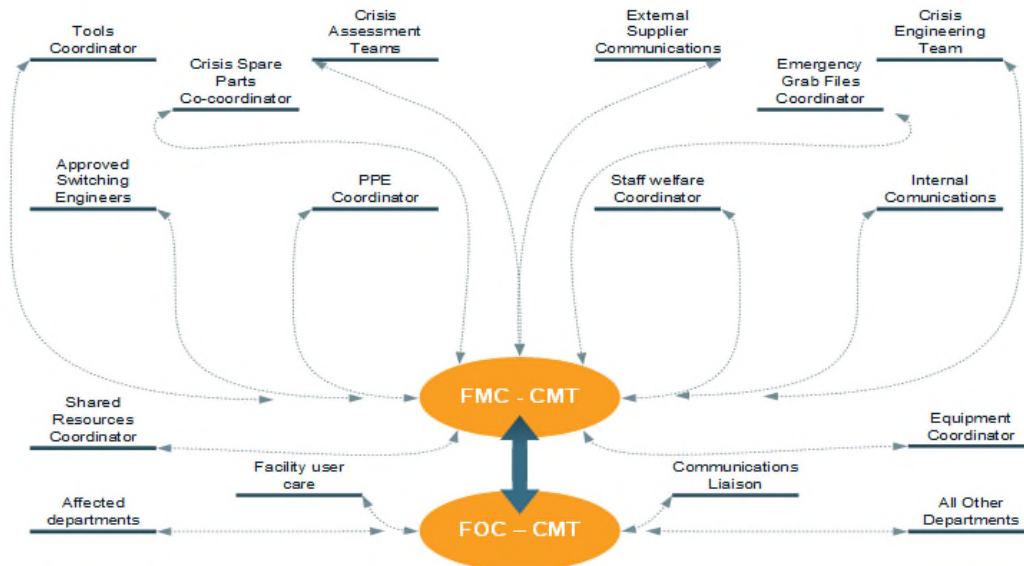 Tools
Coordinator
Crisis
Assessment
Teams
External
Supplier
Communications
Crisis
Engineering
Team
Crisis Spare
Parts
Co-coordinator
Emergency
Grab Files
Coordinator
Approved
Switching
Engineers
PPE
Coordinator
Staff welfare
Coordinator
Internal
Comunications
FMC - CMT
Shared
Resources
Coordinator
Equipment
Coordinator
Facility user
care
Communications
Liaison
Affected
departments
FOC – CMT
All Other
Departments